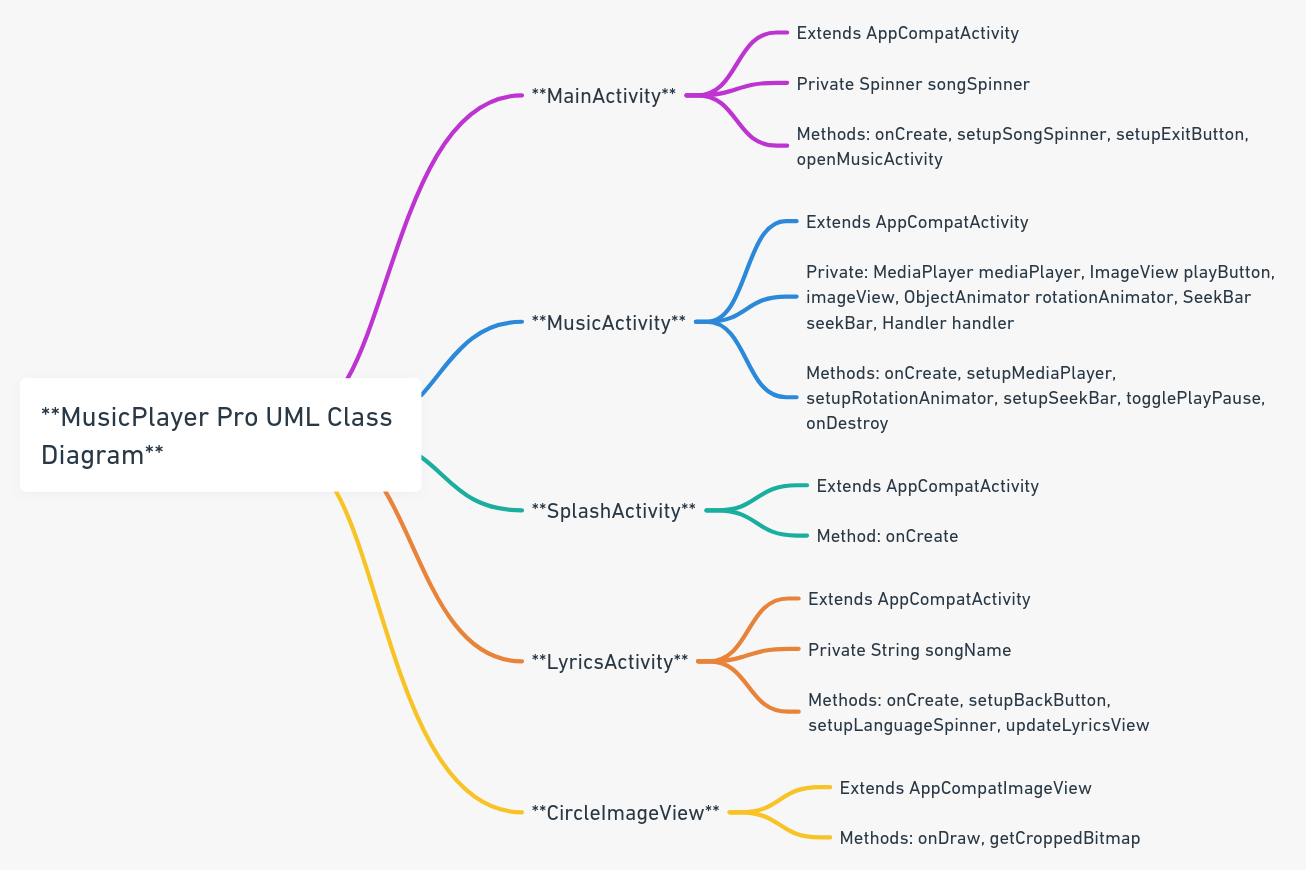 **MusicPlayer Pro UML Class
Diagram**
**MainActivity**
Extends AppCompatActivity
Private Spinner songSpinner
Methods: onCreate, setupSongSpinner, setupExitButton,
openMusicActivity
**MusicActivity**
Extends AppCompatActivity
Private: MediaPlayer mediaPlayer, ImageView playButton,
imageView, ObjectAnimator rotationAnimator, SeekBar
seekBar, Handler handler
Methods: onCreate, setupMediaPlayer,
setupRotationAnimator, setupSeekBar, togglePlayPause,
onDestroy
**SplashActivity**
Extends AppCompatActivity
Method: onCreate
**LyricsActivity**
Extends AppCompatActivity
Private String songName
Methods: onCreate, setupBackButton,
setupLanguageSpinner, updateLyricsView
**CircleImageView**
Extends AppCompatImageView
Methods: onDraw, getCroppedBitmap